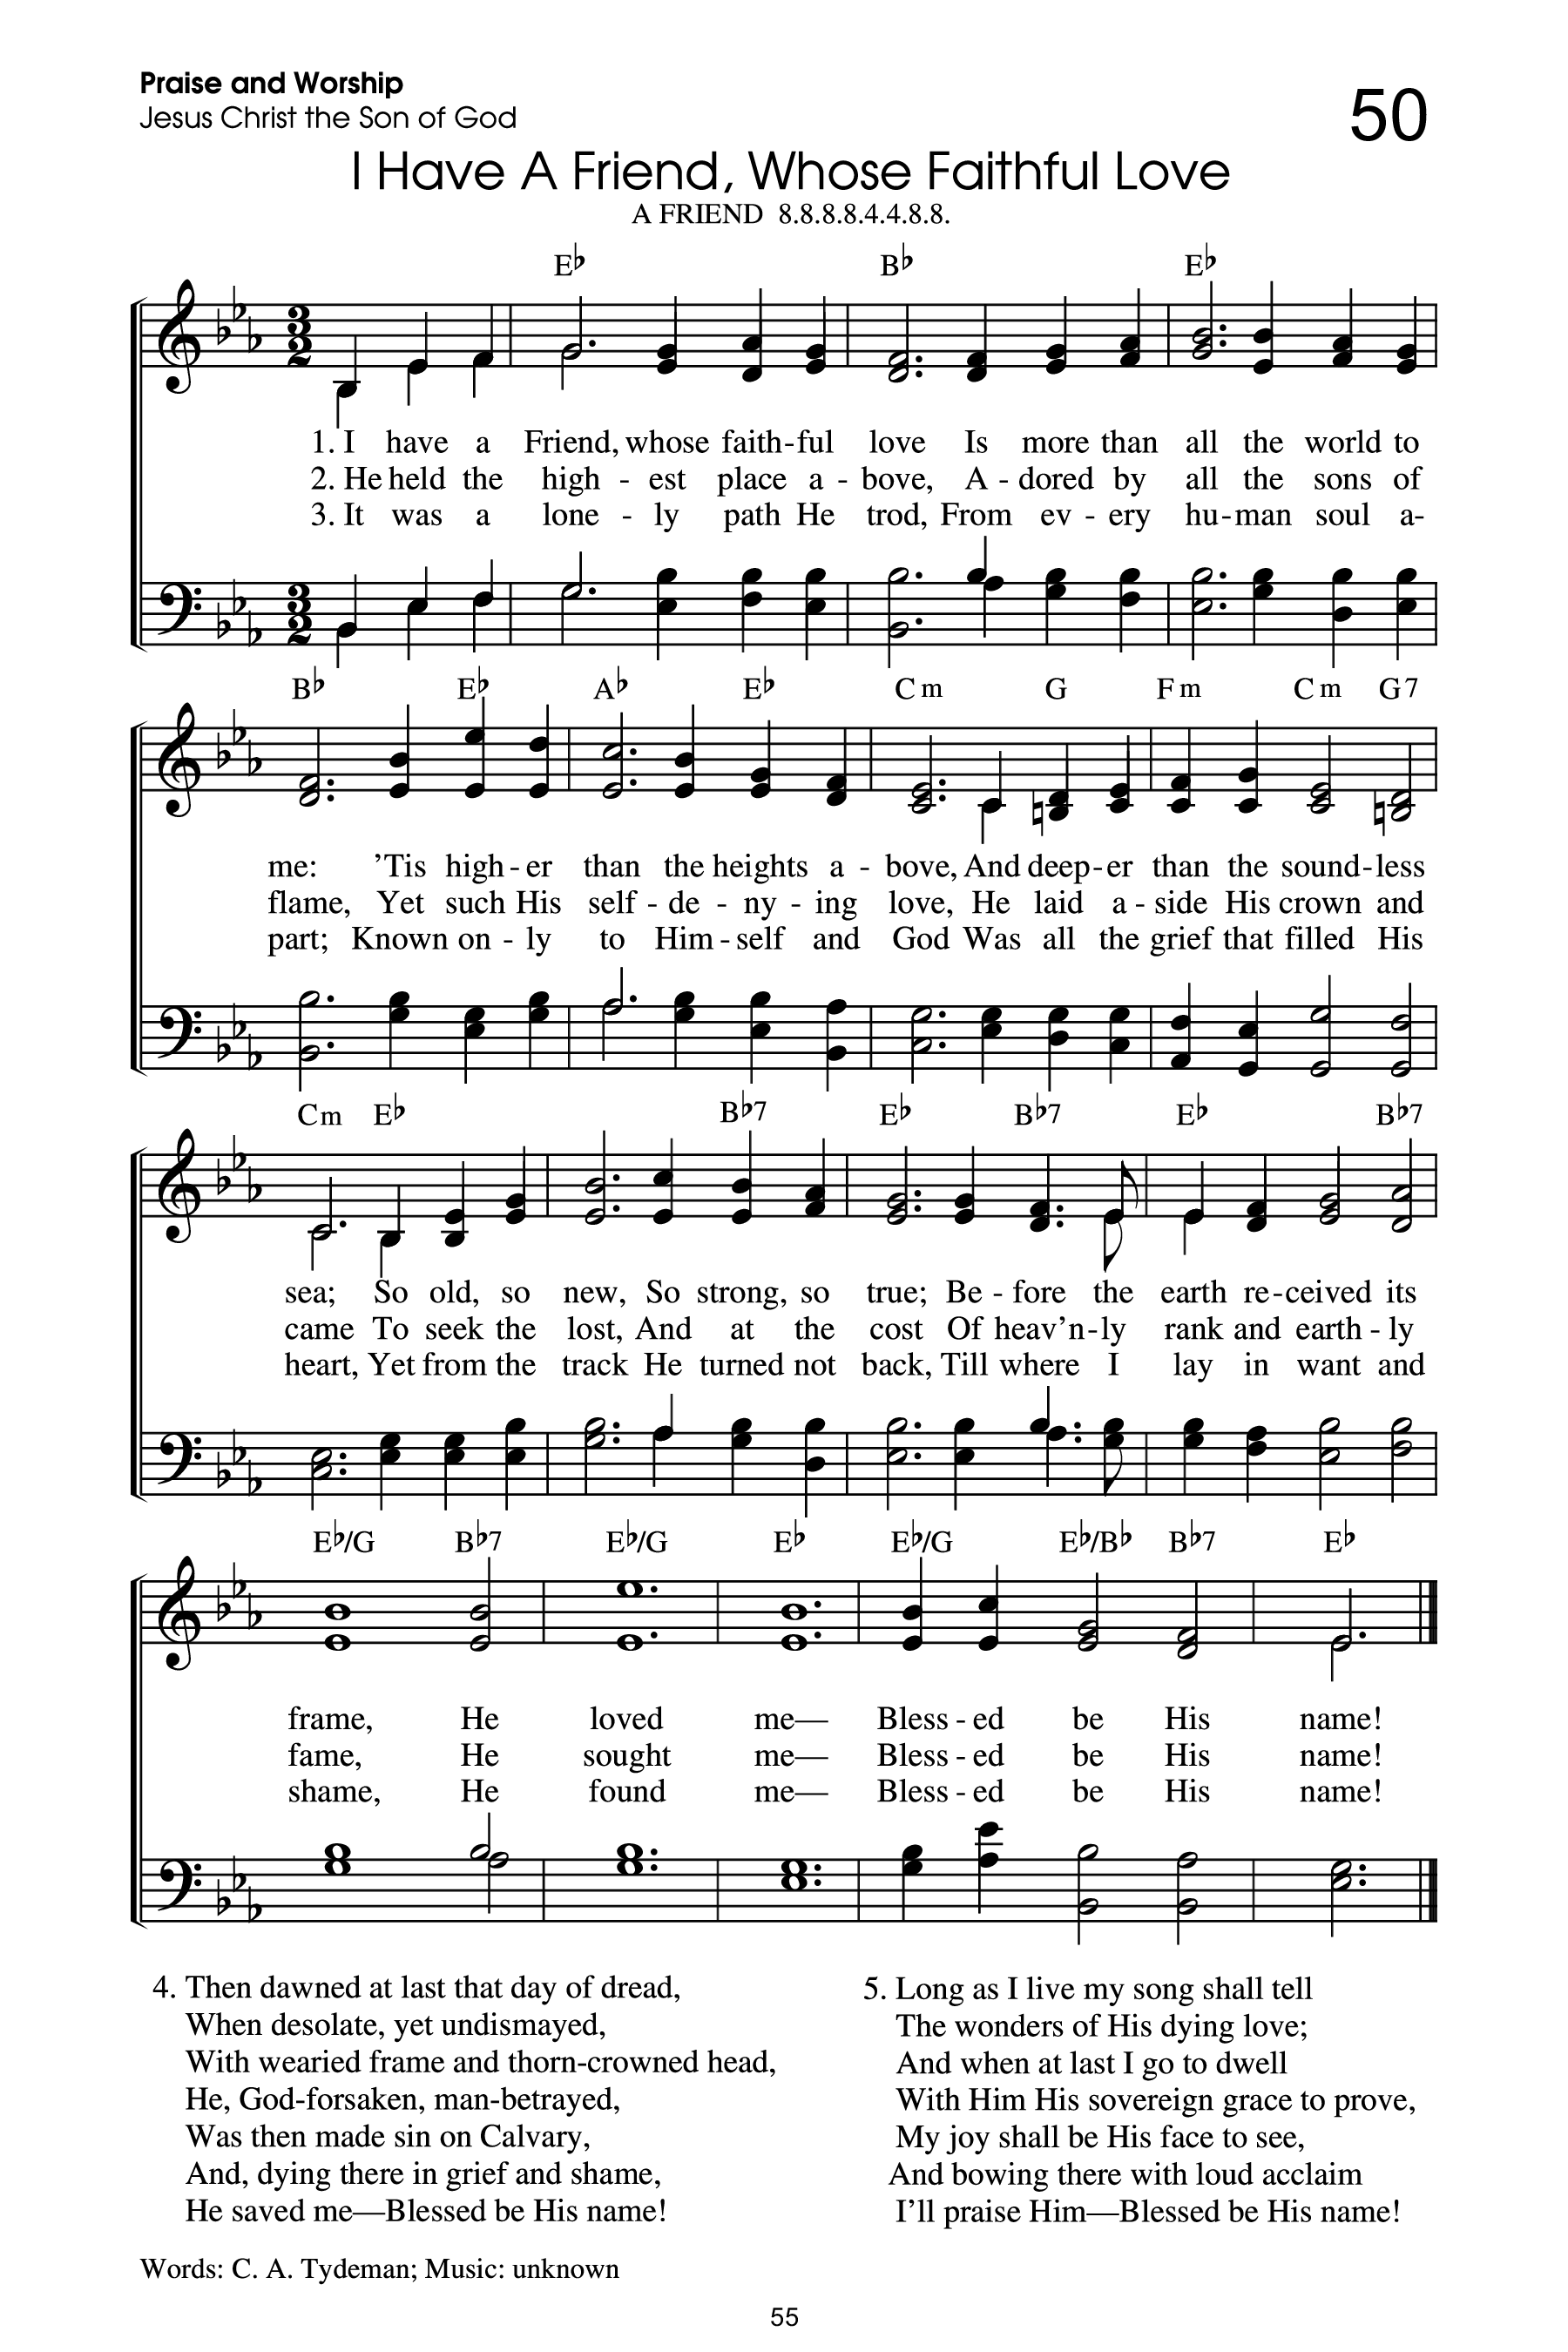 Praise and Worship
Jesus Christ the Son of God
50
I Have A Friend, Whose Faithful Love
A FRIEND 8.8.8.8.4.4.8.8.
E♭ B♭ E♭
3 2
1. I have a Friend, whose faith-ful love Is more than all the world to
2. He held the high - est place a - bove, A - dored by all the sons of
3. It was a lone - ly path He trod, From ev - ery hu-man soul a-
3 2
B♭ E♭ A♭ E♭ Cm G Fm Cm G7
me: ’Tis high - er than the heights a - bove, And deep-er than the sound-less
flame, Yet such His self - de - ny - ing love, He laid a - side His crown and
part; Known on - ly to Him - self and God Was all the grief that filled His
Cm E♭ B♭7 E♭ B♭7 E♭ B♭7
sea; So old, so new, So strong, so true; Be - fore the earth re-ceived its
came To seek the lost, And at the cost Of heav’n-ly rank and earth - ly
heart, Yet from the track He turned not back, Till where I lay in want and
E♭/G B♭7 E♭/G E♭ E♭/G E♭/B♭ B♭7 E♭
frame, He loved me— Bless - ed be His name!
fame, He sought me— Bless - ed be His name!
shame, He found me— Bless - ed be His name!
4. Then dawned at last that day of dread,
When desolate, yet undismayed,
With wearied frame and thorn-crowned head,
He, God-forsaken, man-betrayed,
Was then made sin on Calvary,
And, dying there in grief and shame,
He saved me—Blessed be His name!
5. Long as I live my song shall tell
The wonders of His dying love;
And when at last I go to dwell
With Him His sovereign grace to prove,
My joy shall be His face to see,
And bowing there with loud acclaim
I’ll praise Him—Blessed be His name!
Words: C. A. Tydeman; Music: unknown
55